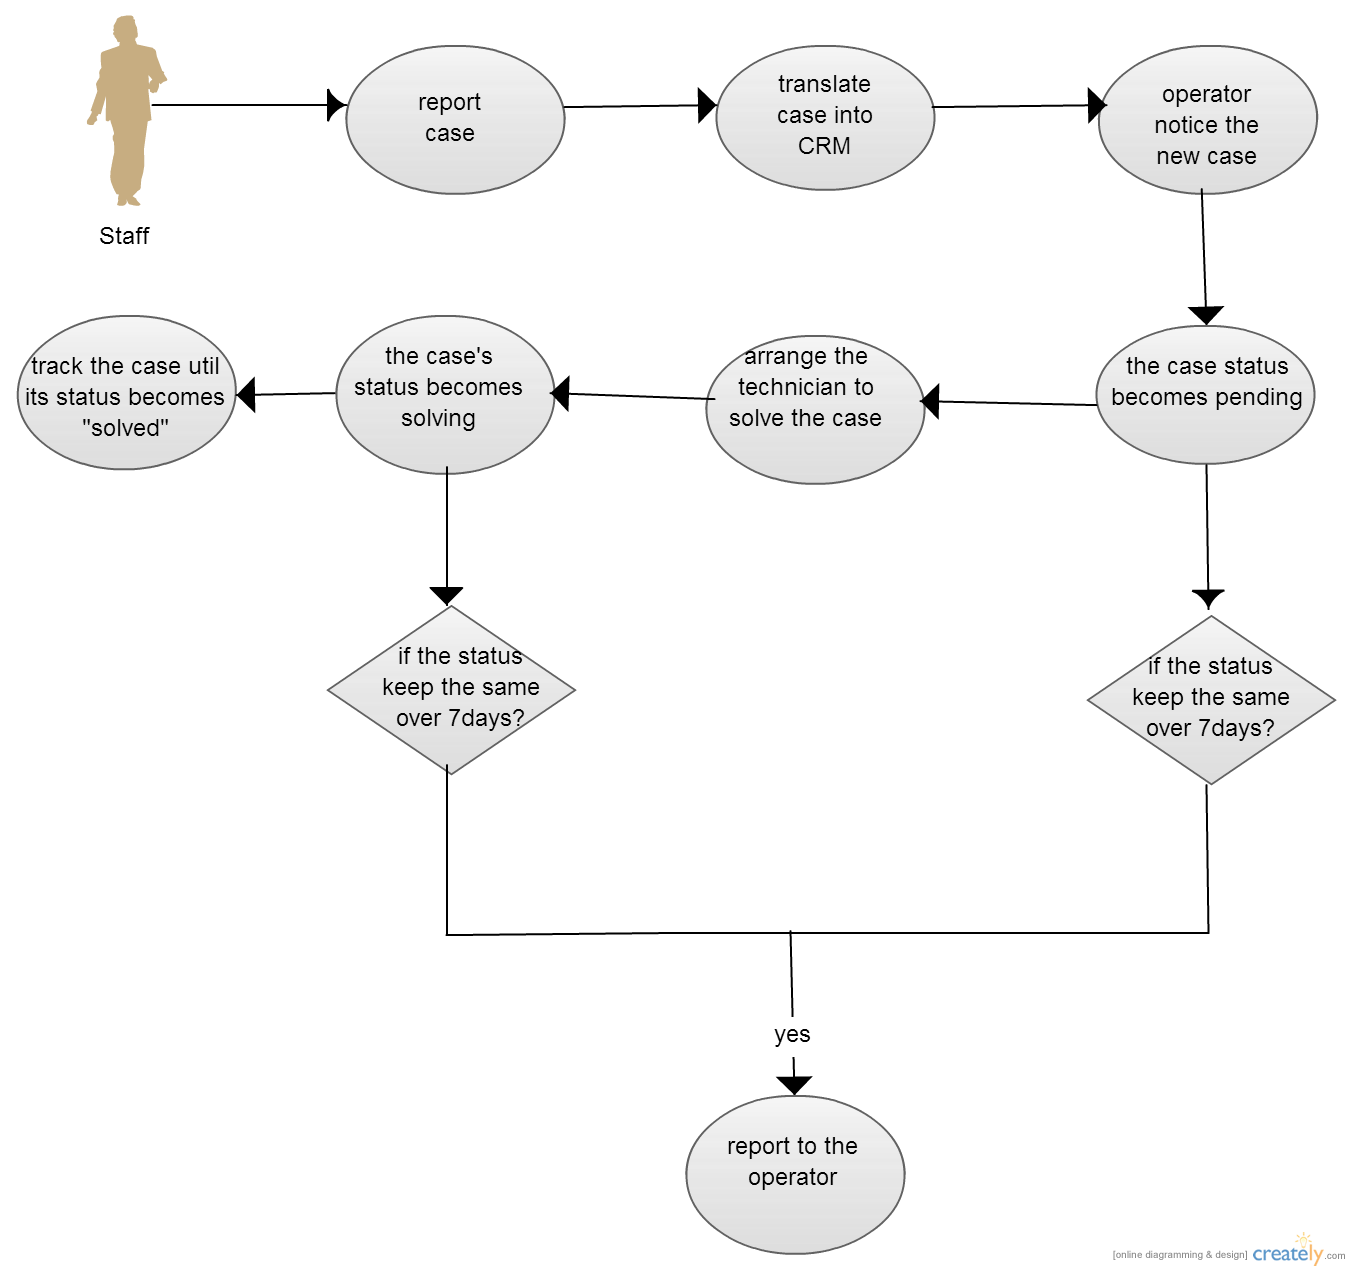 report
case
translate
case into
CRM
operator
notice the
new case
Staff
track the case util
its status becomes
"solved"
the case's
status becomes
solving
arrange the
technician to
solve the case
the case status
becomes pending
if the status
keep the same
over 7days?
if the status
keep the same
over 7days?
yes
report to the
operator
[online diagramming & design] creately.com